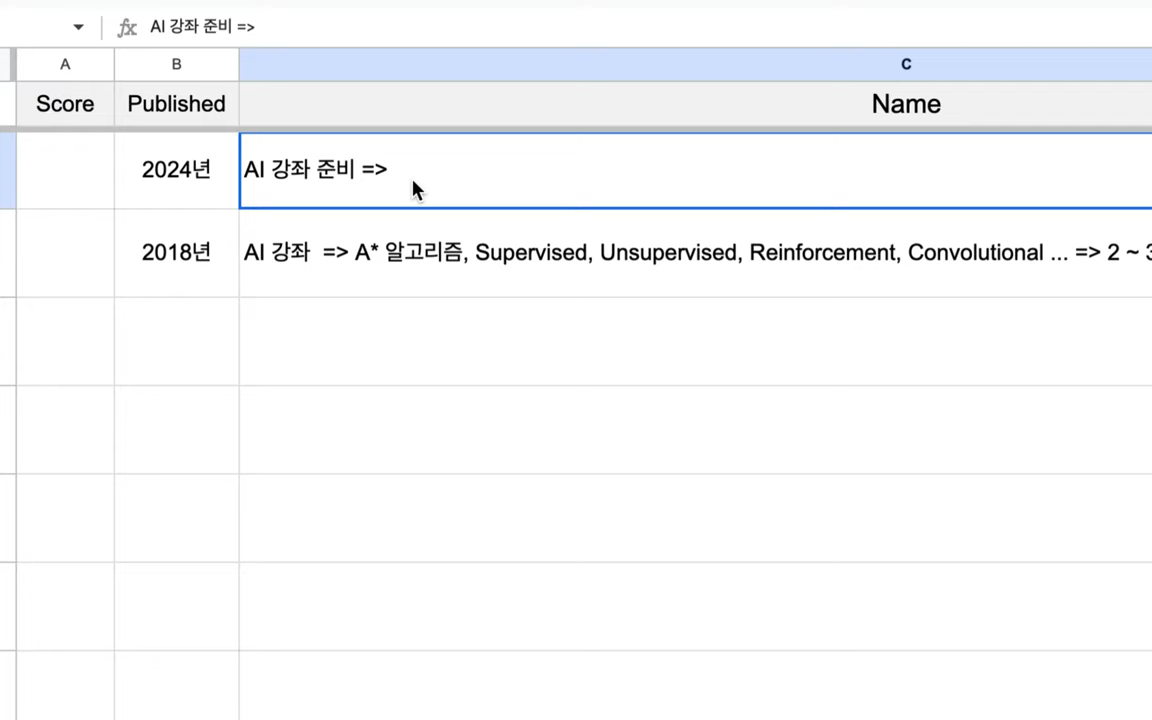 fx AI 강좌 준비 =>
A B C
Score Published Name
2024년 AI 강좌 준비 =>
2018년 AI 강좌 => A* 알고리즘, Supervised, Unsupervised, Reinforcement, Convolutional ... => 2 ~